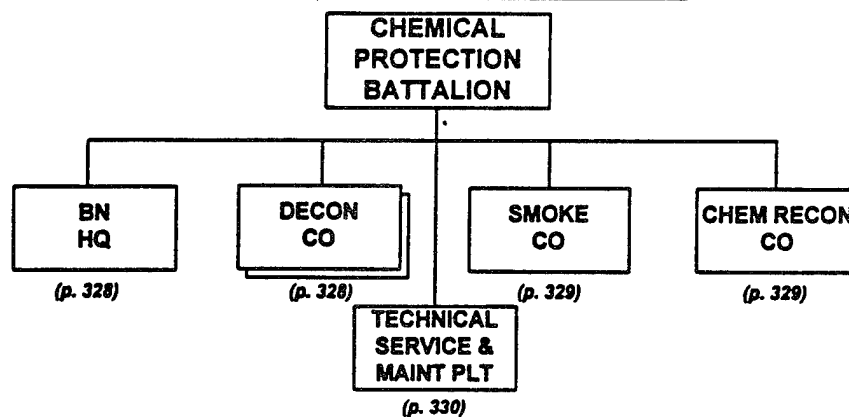 CHEMICAL
PROTECTION
BATTALION
BN
HQ
(p. 328)
DECON
CO
(p. 328)
SMOKE
CO
(p. 329)
CHEM RECON
CO
(p. 329)
TECHNICAL
SERVICE &
MAINT PLT
(p. 330)